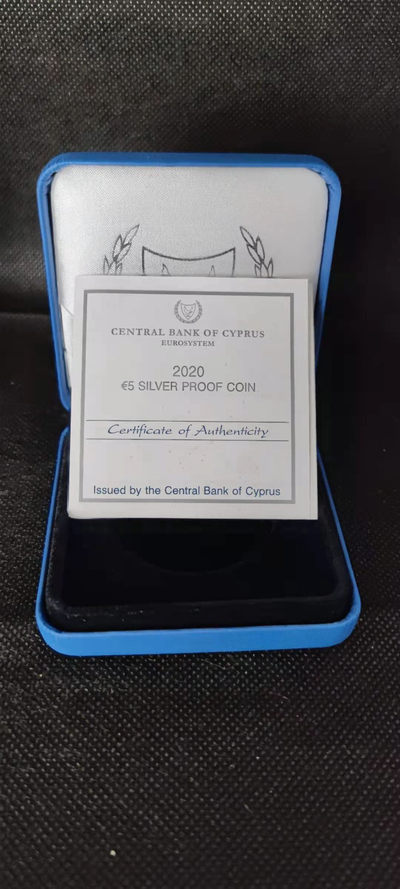 CENTRAL BANK OF CYPRUS
EUROSYSTEM
2020
€5 SILVER PROOF COIN
Certificate of Authenticity
Issued by the Central Bank of Cyprus